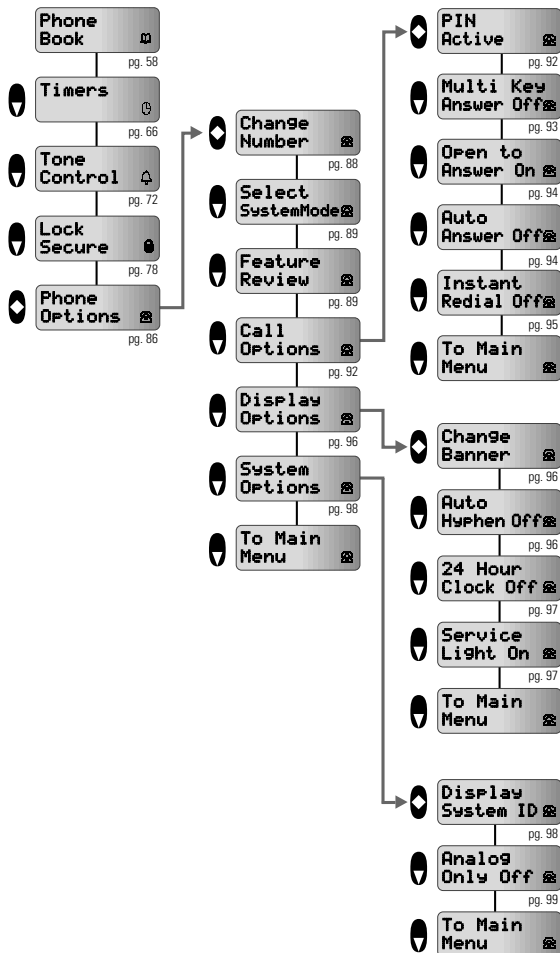 Phone
Book
pg. 58
Timers
pg. 66
Tone
Control
pg. 72
Lock
Secure
pg. 78
Phone
Options
pg. 86
Change
Number
pg. 88
Select
SystemMode
pg. 89
Feature
Review
pg. 89
Call
Options
pg. 92
Display
Options
pg. 96
System
Options
pg. 98
To Main
Menu
PIN
Active
pg. 92
Multi Key
Answer Off
pg. 93
Open to
Answer On
pg. 94
Auto
Answer Off
pg. 94
Instant
Redial Off
pg. 95
To Main
Menu
Change
Banner
pg. 96
Auto
Hyphen Off
pg. 96
24 Hour
Clock Off
pg. 97
Service
Light On
pg. 97
To Main
Menu
Display
System ID
pg. 98
Analog
Only Off
pg. 99
To Main
Menu